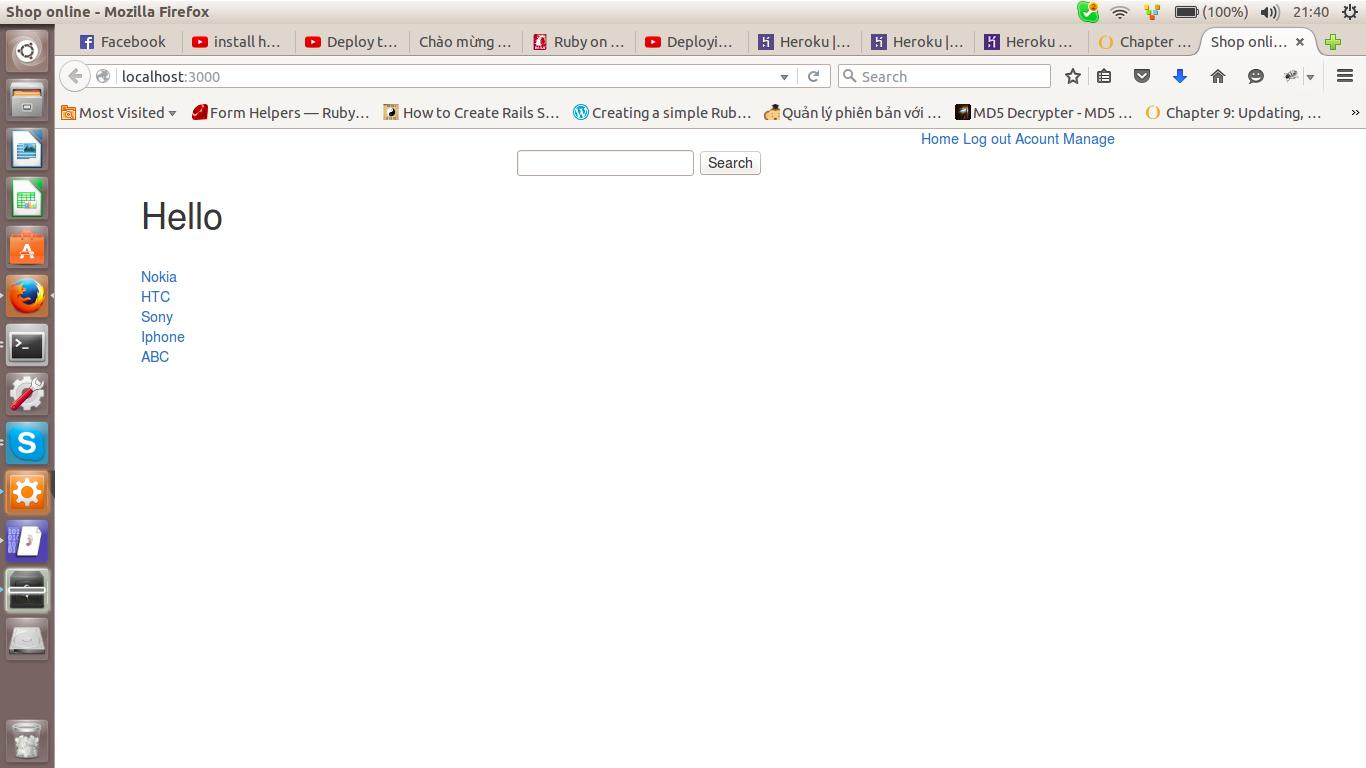 Shop online - Mozilla Firefox
2 (100%) 21:40
Facebook install h... Deploy t... Chào mừng ... Ruby on ... Deployi... Heroku |... Heroku |... Heroku ... Chapter ... Shop onli...
localhost:3000 Search
Most Visited Form Helpers — Ruby... How to Create Rails S... Creating a simple Rub... Quản lý phiên bản với ... MD5 Decrypter - MD5 ... Chapter 9: Updating, ... »
Home Log out Acount Manage
Search
Hello
Nokia
HTC
Sony
Iphone
ABC